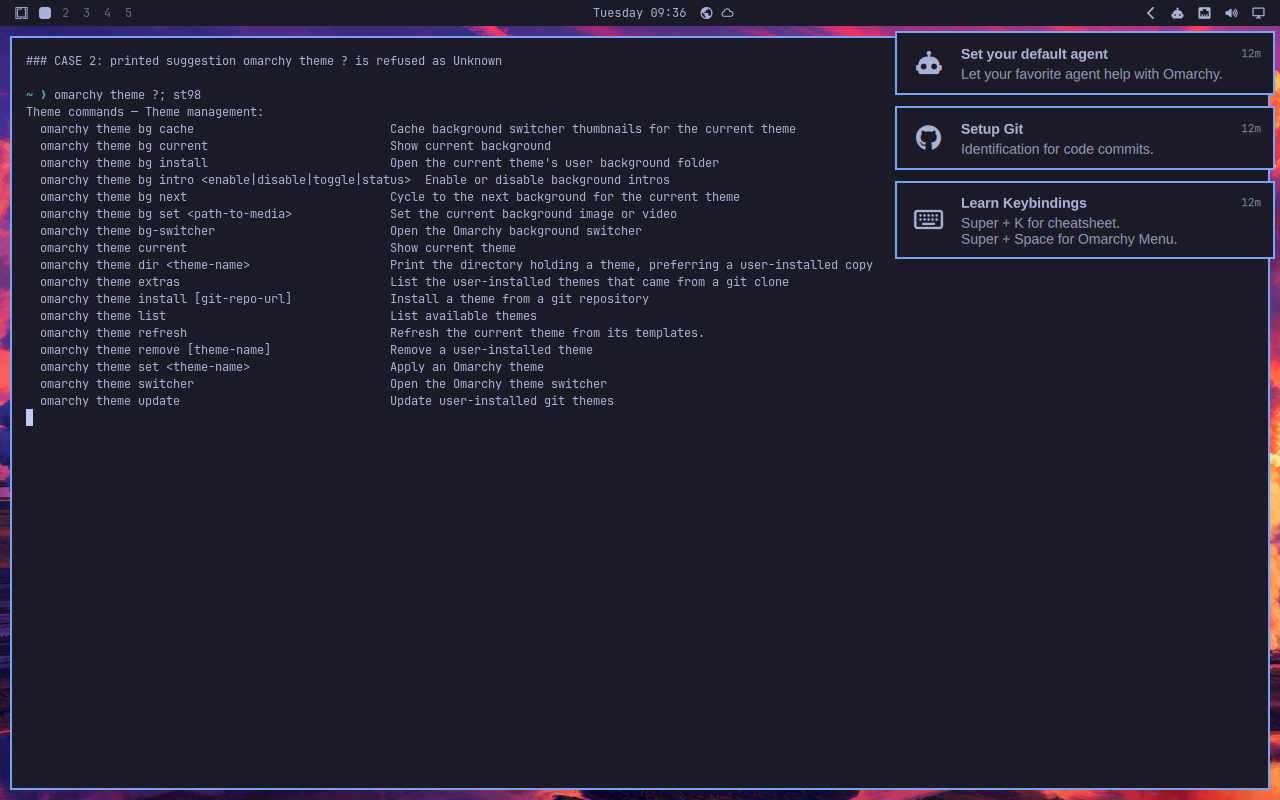 2 3 4 5
Tuesday 09:36
### CASE 2: printed suggestion omarchy theme ? is refused as Unknown
~ ❯ omarchy theme ?; st98
Theme commands — Theme management:
omarchy theme bg cache Cache background switcher thumbnails for the current theme
omarchy theme bg current Show current background
omarchy theme bg install Open the current theme's user background folder
omarchy theme bg intro <enable|disable|toggle|status> Enable or disable background intros
omarchy theme bg next Cycle to the next background for the current theme
omarchy theme bg set <path-to-media> Set the current background image or video
omarchy theme bg-switcher Open the Omarchy background switcher
omarchy theme current Show current theme
omarchy theme dir <theme-name> Print the directory holding a theme, preferring a user-installed copy
omarchy theme extras List the user-installed themes that came from a git clone
omarchy theme install [git-repo-url] Install a theme from a git repository
omarchy theme list List available themes
omarchy theme refresh Refresh the current theme from its templates.
omarchy theme remove [theme-name] Remove a user-installed theme
omarchy theme set <theme-name> Apply an Omarchy theme
omarchy theme switcher Open the Omarchy theme switcher
omarchy theme update Update user-installed git themes
Set your default agent 12m
Let your favorite agent help with Omarchy.
Setup Git 12m
Identification for code commits.
Learn Keybindings 12m
Super + K for cheatsheet.
Super + Space for Omarchy Menu.